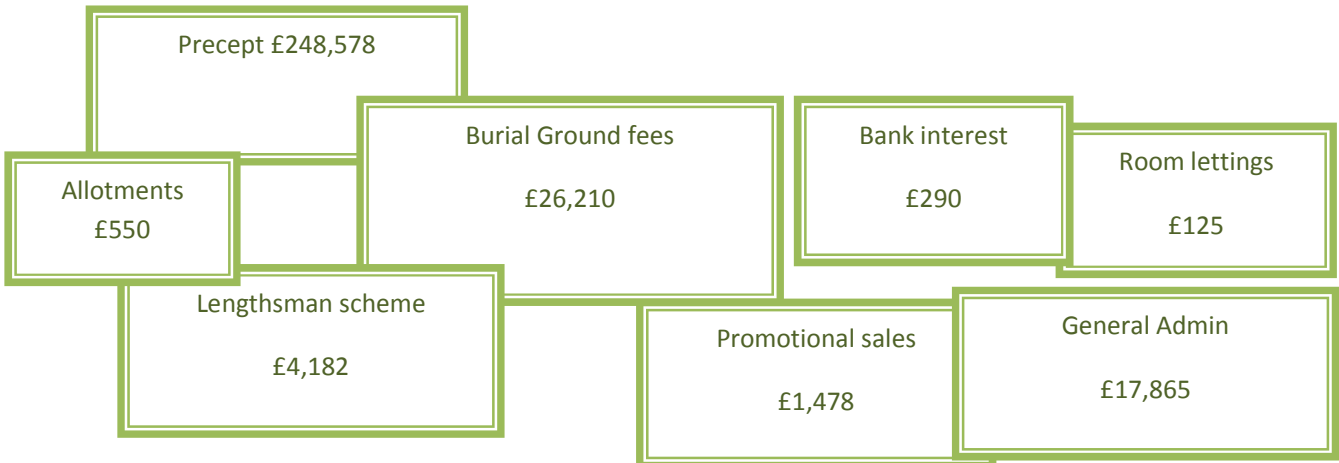 Precept £248,578
Burial Ground fees
£26,210
Bank interest
£290
Room lettings
£125
Allotments
£550
Lengthsman scheme
£4,182
Promotional sales
£1,478
General Admin
£17,865